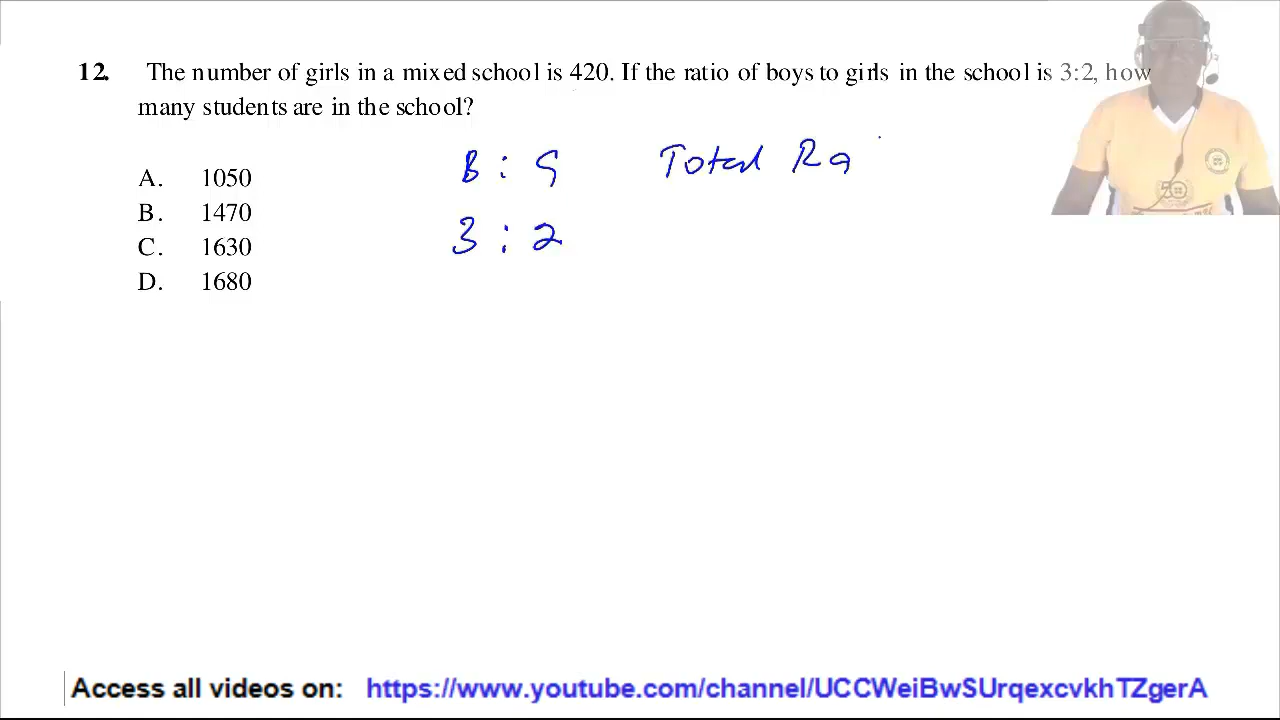 12. The number of girls in a mixed school is 420. If the ratio of boys to girls in the school is 3:2, how
many students are in the school?
B : G Total Ra
A. 1050
B. 1470
3 : 2
C. 1630
D. 1680
Access all videos on: https://www.youtube.com/channel/UCCWeiBwSUrqexcvkhTZgerA